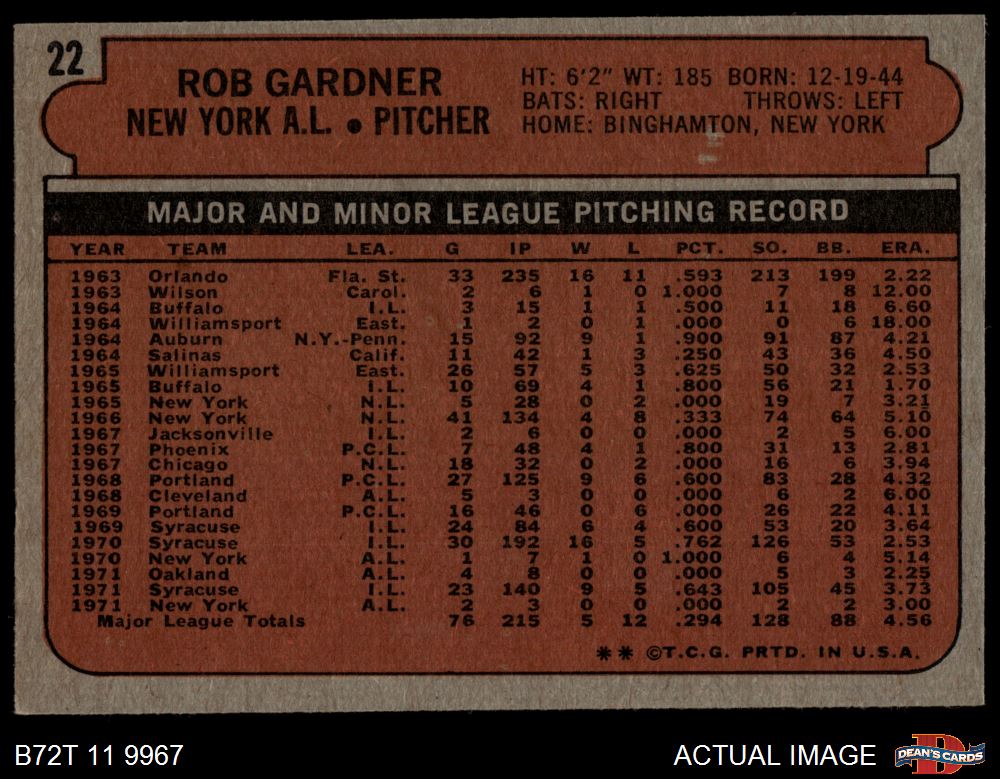 22
ROB GARDNER
NEW YORK A.L. • PITCHER
HT: 6'2" WT: 185 BORN: 12-19-44
BATS: RIGHT THROWS: LEFT
HOME: BINGHAMTON, NEW YORK
MAJOR AND MINOR LEAGUE PITCHING RECORD
YEAR TEAM LEA. G IP W L PCT. SO. BB. ERA.
1963 Orlando Fla. St. 33 235 16 11 .593 213 199 2.22
1963 Wilson Carol. 2 6 1 0 1.000 7 8 12.00
1964 Buffalo I.L. 3 15 1 1 .500 11 18 6.60
1964 Williamsport East. 1 2 0 1 .000 0 6 18.00
1964 Auburn N.Y.-Penn. 15 92 9 1 .900 91 87 4.21
1964 Salinas Calif. 11 42 1 3 .250 43 36 4.50
1965 Williamsport East. 26 57 5 3 .625 50 32 2.53
1965 Buffalo I.L. 10 69 4 1 .800 56 21 1.70
1965 New York N.L. 5 28 0 2 .000 19 7 3.21
1966 New York N.L. 41 134 4 8 .333 74 64 5.10
1967 Jacksonville I.L. 2 6 0 0 .000 2 5 6.00
1967 Phoenix P.C.L. 7 48 4 1 .800 31 13 2.81
1967 Chicago N.L. 18 32 0 2 .000 16 6 3.94
1968 Portland P.C.L. 27 125 9 6 .600 83 28 4.32
1968 Cleveland A.L. 5 3 0 0 .000 6 2 6.00
1969 Portland P.C.L. 16 46 0 6 .000 26 22 4.11
1969 Syracuse I.L. 24 84 6 4 .600 53 20 3.64
1970 Syracuse I.L. 30 192 16 5 .762 126 53 2.53
1970 New York A.L. 1 7 1 0 1.000 6 4 5.14
1971 Oakland A.L. 4 8 0 0 .000 5 3 2.25
1971 Syracuse I.L. 23 140 9 5 .643 105 45 3.73
1971 New York A.L. 2 3 0 0 .000 2 2 3.00
Major League Totals 76 215 5 12 .294 128 88 4.56
** ©T.C.G. PRTD. IN U.S.A.
B72T 11 9967
ACTUAL IMAGE
DEAN'S CARDS